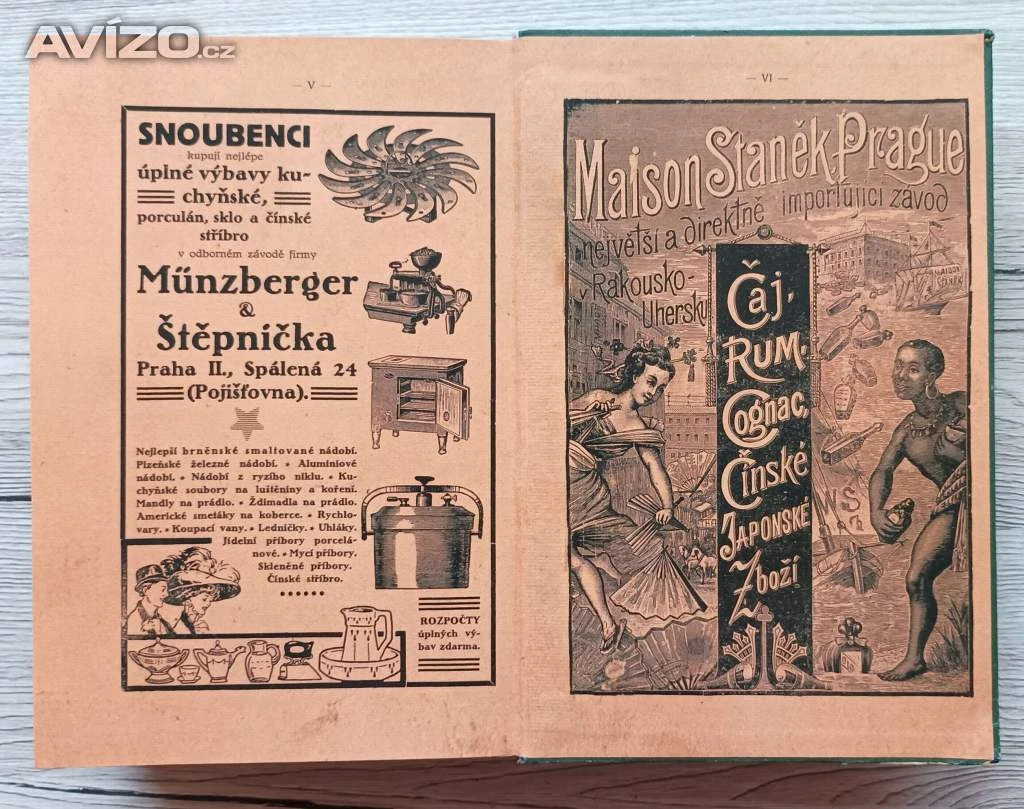 AVÍZO.cz
— V —
SNOUBENCI
kupují nejlépe
úplné výbavy ku-
chyňské,
porculán, sklo a čínské
stříbro
v odborném závodě firmy
Münzberger
&
Štěpnička
Praha II., Spálená 24
(Pojišťovna).
Nejlepší brněnské smaltované nádobí.
Plzeňské železné nádobí. • Aluminiové
nádobí. • Nádobí z ryzího niklu. • Ku-
chyňské soubory na luštěniny a koření.
Mandly na prádlo. • Ždímadla na prádlo.
Americké smetáky na koberce. • Rychlo-
vary. • Koupací vany. • Ledničky. • Uhláky.
Jídelní příbory porcelá-
nové. • Mycí příbory.
Skleněné příbory.
Čínské stříbro.
ROZPOČTY
úplných vý-
bav zdarma.
— VI —
Maison Staněk Prague
největší a direktně importující závod
v Rakousko-
Uhersku
Čaj,
RUM,
Cognac,
Čínské
JAPONSKÉ
Zboží
MAISON
STANĚK